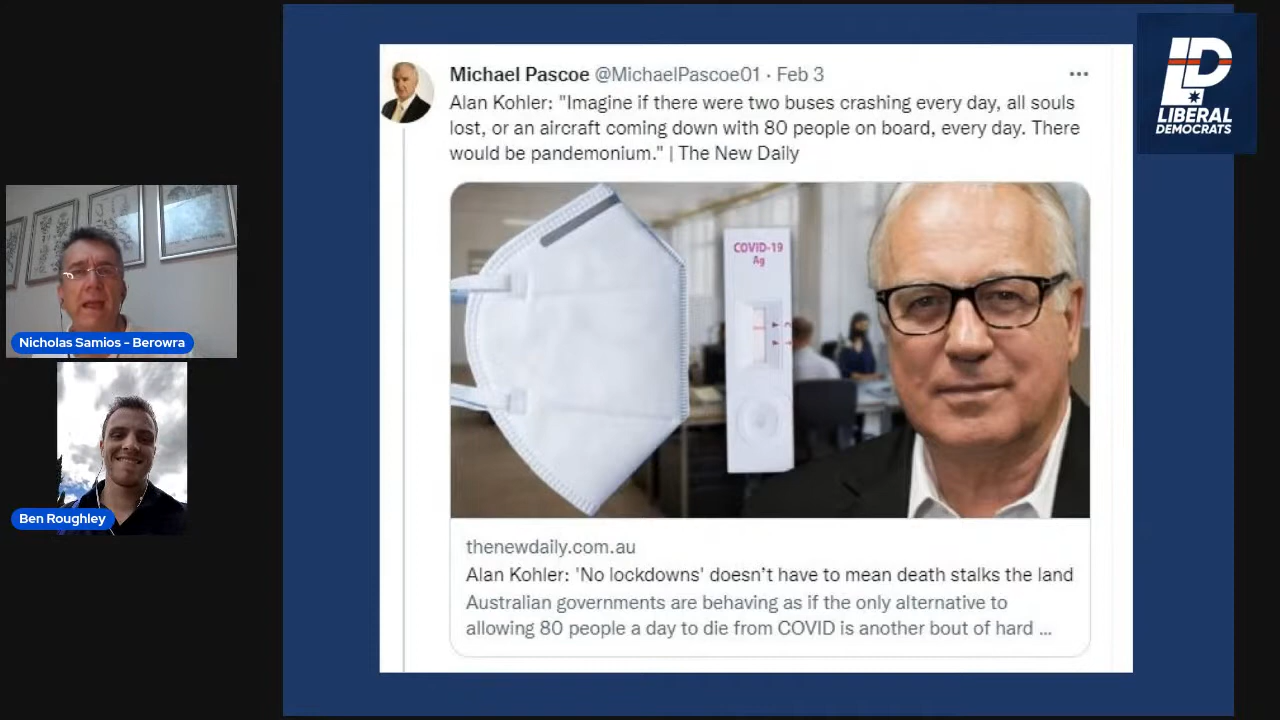 Michael Pascoe @MichaelPascoe01 · Feb 3
Alan Kohler: "Imagine if there were two buses crashing every day, all souls
lost, or an aircraft coming down with 80 people on board, every day. There
would be pandemonium." | The New Daily
COVID-19
Ag
thenewdaily.com.au
Alan Kohler: 'No lockdowns' doesn't have to mean death stalks the land
Australian governments are behaving as if the only alternative to
allowing 80 people a day to die from COVID is another bout of hard ...
LD
LIBERAL
DEMOCRATS
Nicholas Samios - Berowra
Ben Roughley